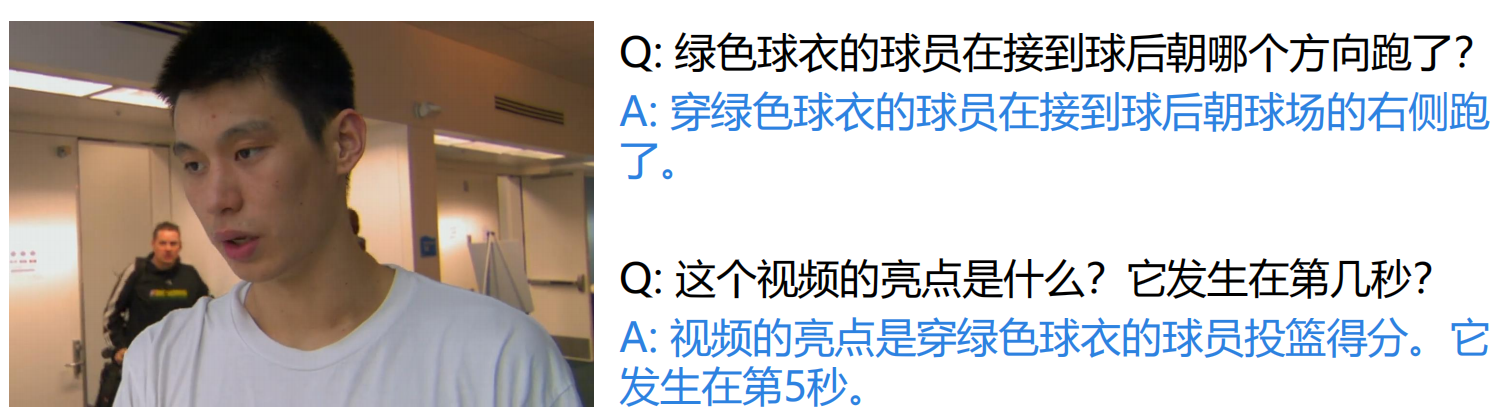 Q: 绿色球衣的球员在接到球后朝哪个方向跑了？
A: 穿绿色球衣的球员在接到球后朝球场的右侧跑
了。
Q: 这个视频的亮点是什么？它发生在第几秒？
A: 视频的亮点是穿绿色球衣的球员投篮得分。它
发生在第5秒。